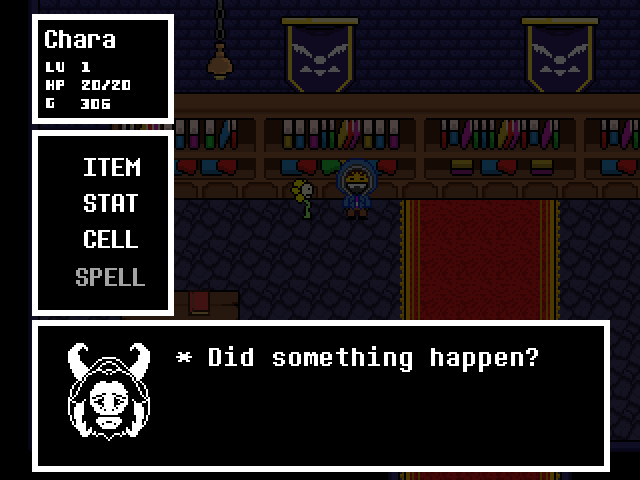 Chara
LV 1
HP 20/20
G 306
ITEM
STAT
CELL
SPELL
* Did something happen?